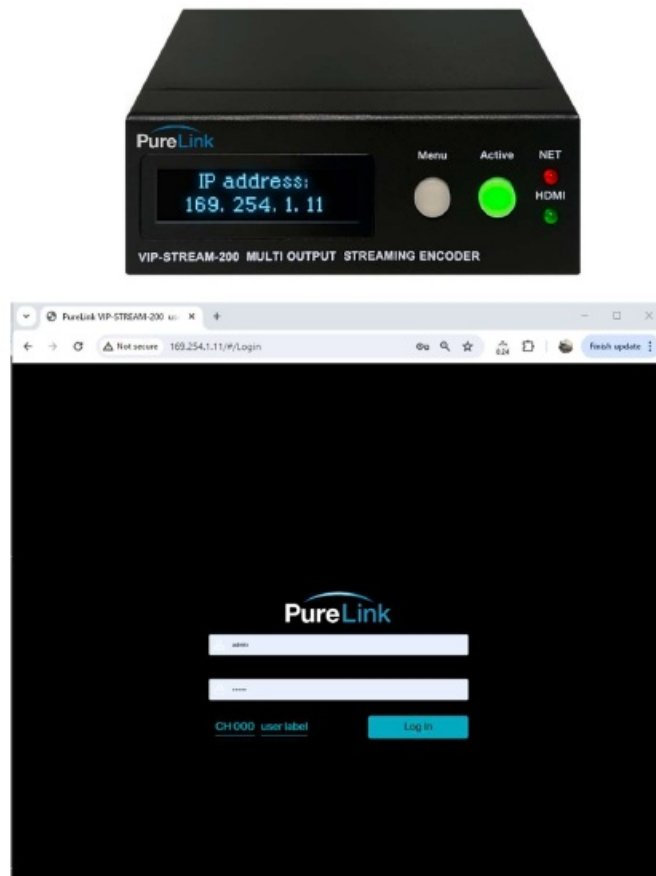 PureLink
Menu
Active
NET
IP address:
169. 254. 1. 11
HDMI
VIP-STREAM-200 MULTI OUTPUT STREAMING ENCODER
PureLink VIP-STREAM-200
Not secure 169.254.1.11/#/Login
Finish update
PureLink
admin
CH 000 user label
Log in